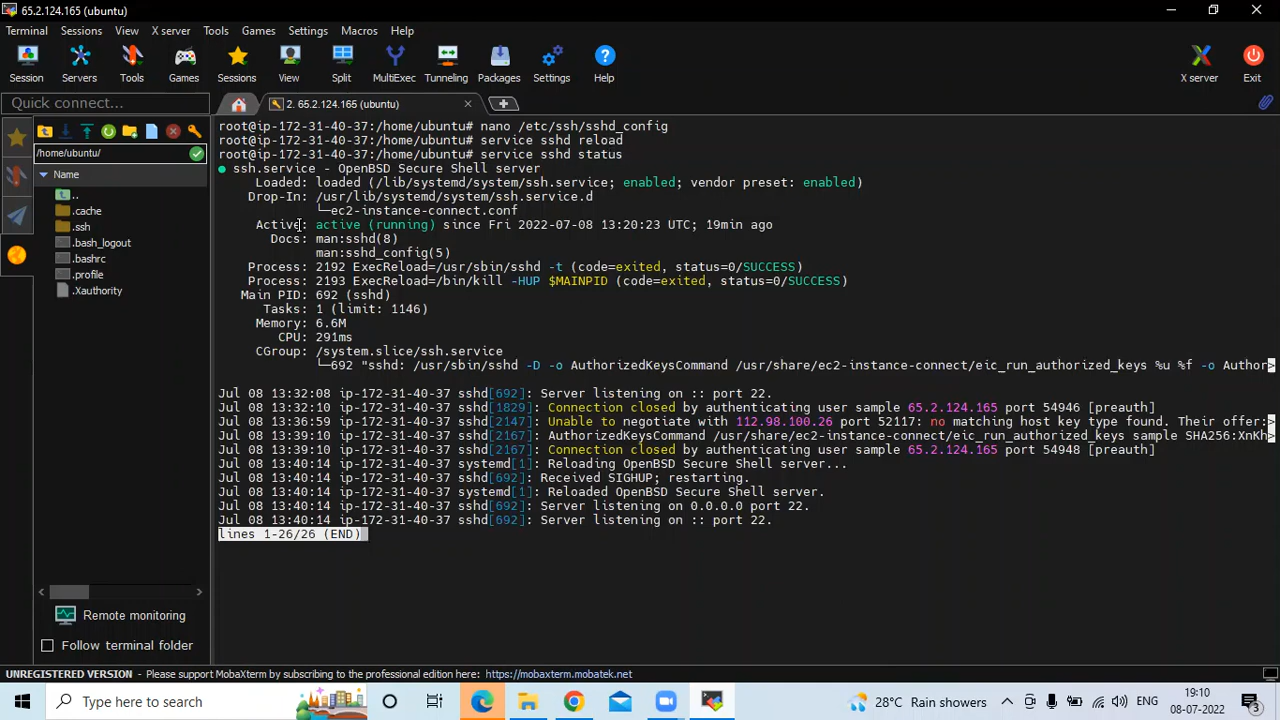 65.2.124.165 (ubuntu)
Terminal Sessions View X server Tools Games Settings Macros Help
Session Servers Tools Games Sessions View Split MultiExec Tunneling Packages Settings Help X server Exit
Quick connect...
2. 65.2.124.165 (ubuntu)
/home/ubuntu/
Name
..
.cache
.ssh
.bash_logout
.bashrc
.profile
.Xauthority
Remote monitoring
Follow terminal folder
root@ip-172-31-40-37:/home/ubuntu# nano /etc/ssh/sshd_config
root@ip-172-31-40-37:/home/ubuntu# service sshd reload
root@ip-172-31-40-37:/home/ubuntu# service sshd status
● ssh.service - OpenBSD Secure Shell server
Loaded: loaded (/lib/systemd/system/ssh.service; enabled; vendor preset: enabled)
Drop-In: /usr/lib/systemd/system/ssh.service.d
└─ec2-instance-connect.conf
Active: active (running) since Fri 2022-07-08 13:20:23 UTC; 19min ago
Docs: man:sshd(8)
man:sshd_config(5)
Process: 2192 ExecReload=/usr/sbin/sshd -t (code=exited, status=0/SUCCESS)
Process: 2193 ExecReload=/bin/kill -HUP $MAINPID (code=exited, status=0/SUCCESS)
Main PID: 692 (sshd)
Tasks: 1 (limit: 1146)
Memory: 6.6M
CPU: 291ms
CGroup: /system.slice/ssh.service
└─692 "sshd: /usr/sbin/sshd -D -o AuthorizedKeysCommand /usr/share/ec2-instance-connect/eic_run_authorized_keys %u %f -o Author>
Jul 08 13:32:08 ip-172-31-40-37 sshd[692]: Server listening on :: port 22.
Jul 08 13:32:10 ip-172-31-40-37 sshd[1829]: Connection closed by authenticating user sample 65.2.124.165 port 54946 [preauth]
Jul 08 13:36:59 ip-172-31-40-37 sshd[2147]: Unable to negotiate with 112.98.100.26 port 52117: no matching host key type found. Their offer:>
Jul 08 13:39:10 ip-172-31-40-37 sshd[2167]: AuthorizedKeysCommand /usr/share/ec2-instance-connect/eic_run_authorized_keys sample SHA256:XnKh>
Jul 08 13:39:10 ip-172-31-40-37 sshd[2167]: Connection closed by authenticating user sample 65.2.124.165 port 54948 [preauth]
Jul 08 13:40:14 ip-172-31-40-37 systemd[1]: Reloading OpenBSD Secure Shell server...
Jul 08 13:40:14 ip-172-31-40-37 sshd[692]: Received SIGHUP; restarting.
Jul 08 13:40:14 ip-172-31-40-37 systemd[1]: Reloaded OpenBSD Secure Shell server.
Jul 08 13:40:14 ip-172-31-40-37 sshd[692]: Server listening on 0.0.0.0 port 22.
Jul 08 13:40:14 ip-172-31-40-37 sshd[692]: Server listening on :: port 22.
lines 1-26/26 (END)
UNREGISTERED VERSION - Please support MobaXterm by subscribing to the professional edition here: https://mobaxterm.mobatek.net
Type here to search
28°C Rain showers
ENG
19:10
08-07-2022
3